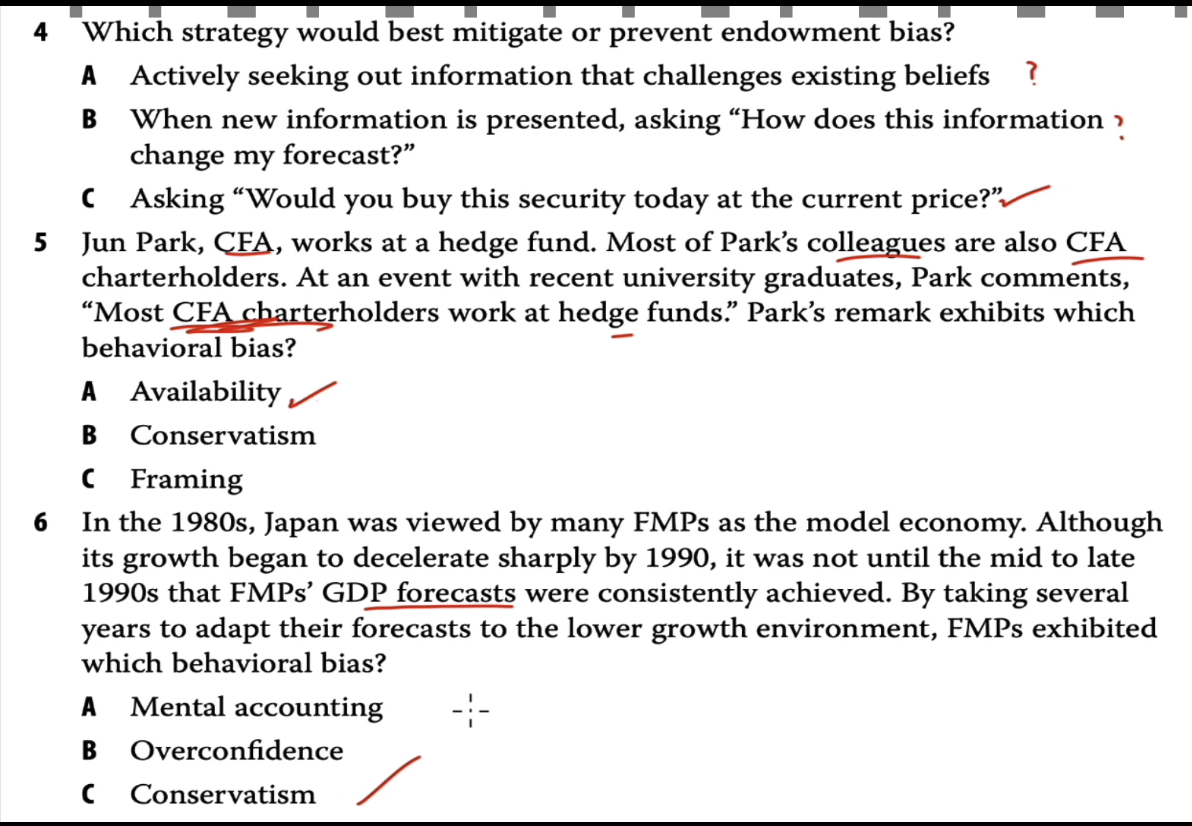 4 Which strategy would best mitigate or prevent endowment bias?
A Actively seeking out information that challenges existing beliefs ?
B When new information is presented, asking “How does this information ?
change my forecast?”
C Asking “Would you buy this security today at the current price?”
5 Jun Park, CFA, works at a hedge fund. Most of Park’s colleagues are also CFA
charterholders. At an event with recent university graduates, Park comments,
“Most CFA charterholders work at hedge funds.” Park’s remark exhibits which
behavioral bias?
A Availability
B Conservatism
C Framing
6 In the 1980s, Japan was viewed by many FMPs as the model economy. Although
its growth began to decelerate sharply by 1990, it was not until the mid to late
1990s that FMPs’ GDP forecasts were consistently achieved. By taking several
years to adapt their forecasts to the lower growth environment, FMPs exhibited
which behavioral bias?
A Mental accounting
B Overconfidence
C Conservatism